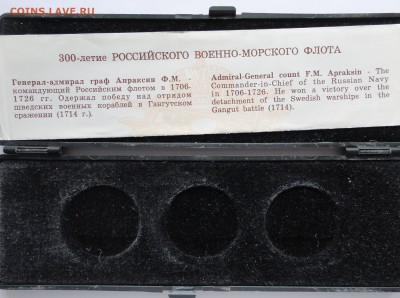 COINS.LAVE.RU
300-летие РОССИЙСКОГО ВОЕННО-МОРСКОГО ФЛОТА
Генерал-адмирал граф Апраксин Ф.М. -
командующий Российским флотом в 1706-
1726 гг. Одержал победу над отрядом
шведских военных кораблей в Гангутском
сражении (1714 г.).
Admiral-General count F.M. Apraksin - The
Commander-in-Chief of the Russian Navy
in 1706-1726. He won a victory over the
detachment of the Swedish warships in the
Gangut battle (1714).